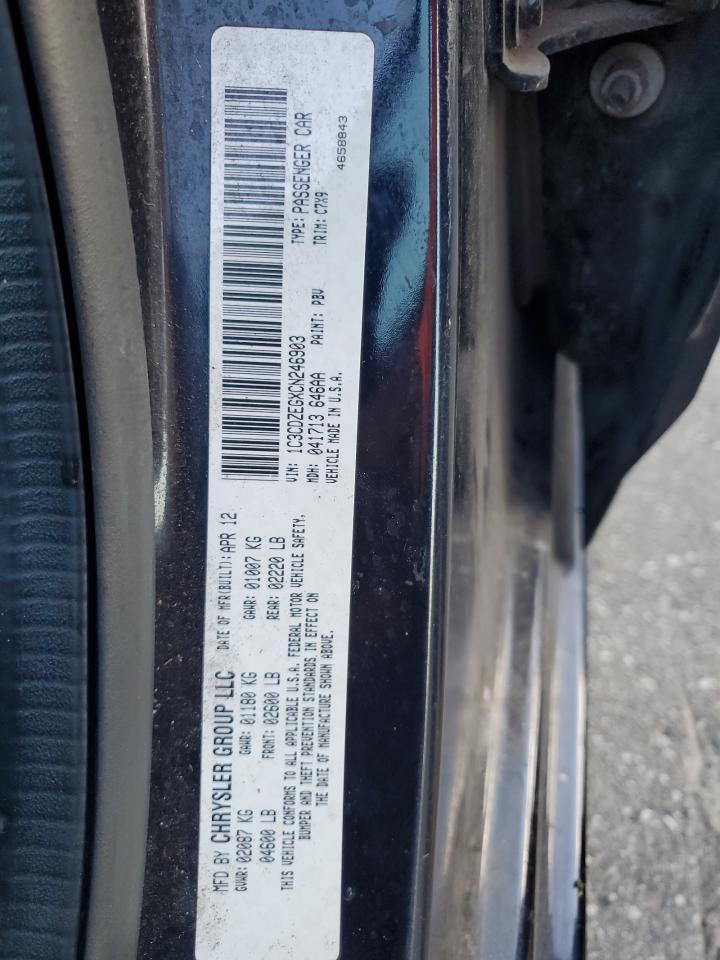 MFD BY CHRYSLER GROUP LLC DATE OF MFR(BUILT): APR 12
GVWR: 02087 KG GAWR: 01180 KG GAWR: 01007 KG
04600 LB FRONT: 02600 LB REAR: 02220 LB
THIS VEHICLE CONFORMS TO ALL APPLICABLE U.S.A. FEDERAL MOTOR VEHICLE SAFETY,
BUMPER AND THEFT PREVENTION STANDARDS IN EFFECT ON
THE DATE OF MANUFACTURE SHOWN ABOVE.
VIN: 1C3CDZEGXCN246903 TYPE: PASSENGER CAR
MDH: 041713 646AA PAINT: PBV TRIM: C7X9
VEHICLE MADE IN U.S.A.
4658843